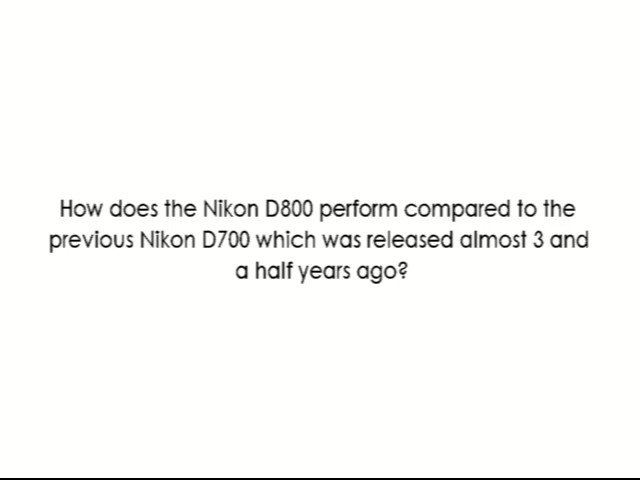 How does the Nikon D800 perform compared to the
previous Nikon D700 which was released almost 3 and
a half years ago?